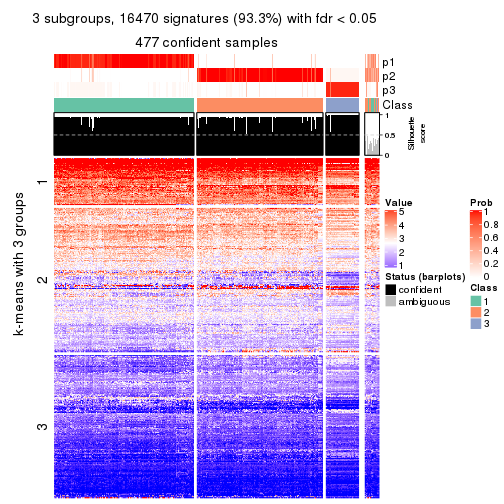 3 subgroups, 16470 signatures (93.3%) with fdr < 0.05
477 confident samples
p1
p2
p3
Class
1
0.5
0
Silhouette
score
k-means with 3 groups
1
2
3
Value
5
4
3
2
1
Status (barplots)
confident
ambiguous
Prob
1
0.8
0.6
0.4
0.2
0
Class
1
2
3